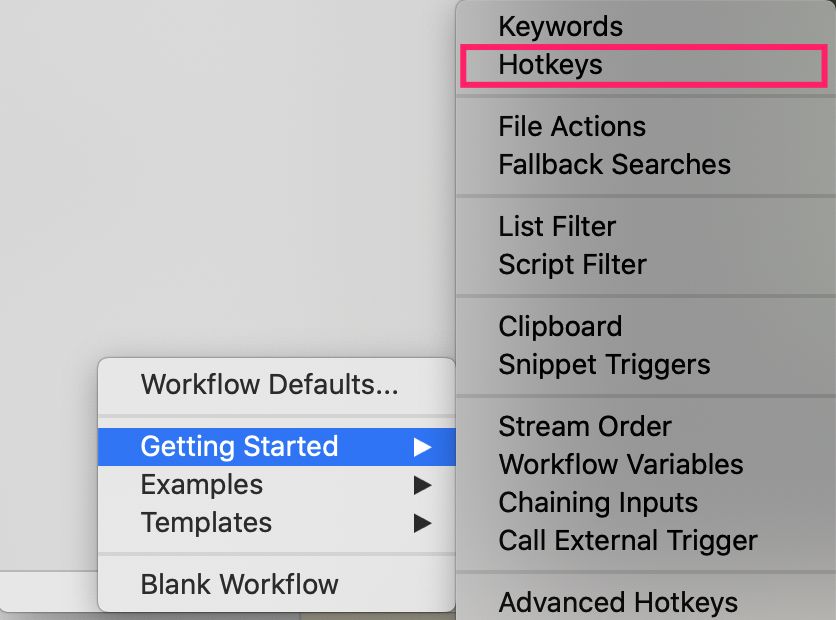 Keywords
Hotkeys
File Actions
Fallback Searches
List Filter
Script Filter
Clipboard
Snippet Triggers
Stream Order
Workflow Variables
Chaining Inputs
Call External Trigger
Advanced Hotkeys
Workflow Defaults...
Getting Started
Examples
Templates
Blank Workflow